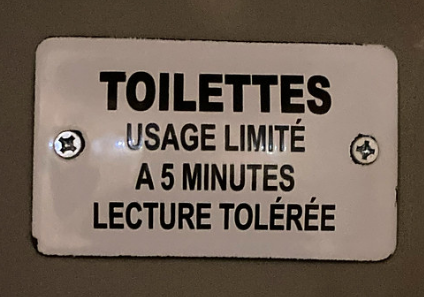 TOILETTES
USAGE LIMITÉ
A 5 MINUTES
LECTURE TOLÉRÉE